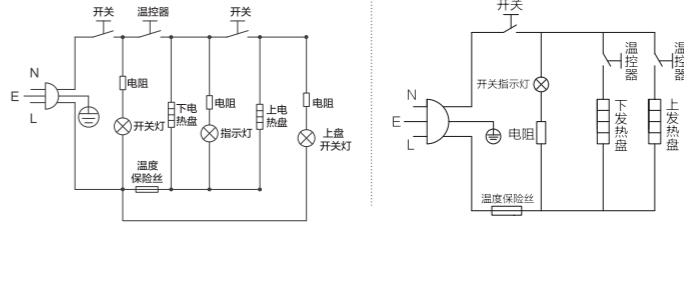 开关 温控器 开关
N
E
L
电阻
开关灯
下电
热盘
电阻
指示灯
上电
热盘
电阻
上盘
开关灯
温度
保险丝
开关
N
E
L
开关指示灯
电阻
温控器
下发热盘
温控器
上发热盘
温度保险丝